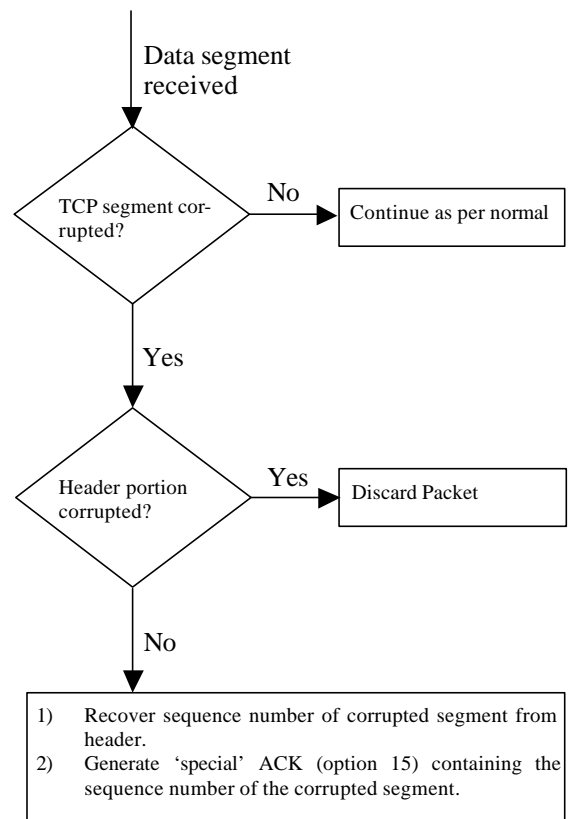 Data segment
received
TCP segment cor-
rupted?
No
Continue as per normal
Yes
Header portion
corrupted?
Yes
Discard Packet
No
1) Recover sequence number of corrupted segment from
header.
2) Generate ‘special’ ACK (option 15) containing the
sequence number of the corrupted segment.